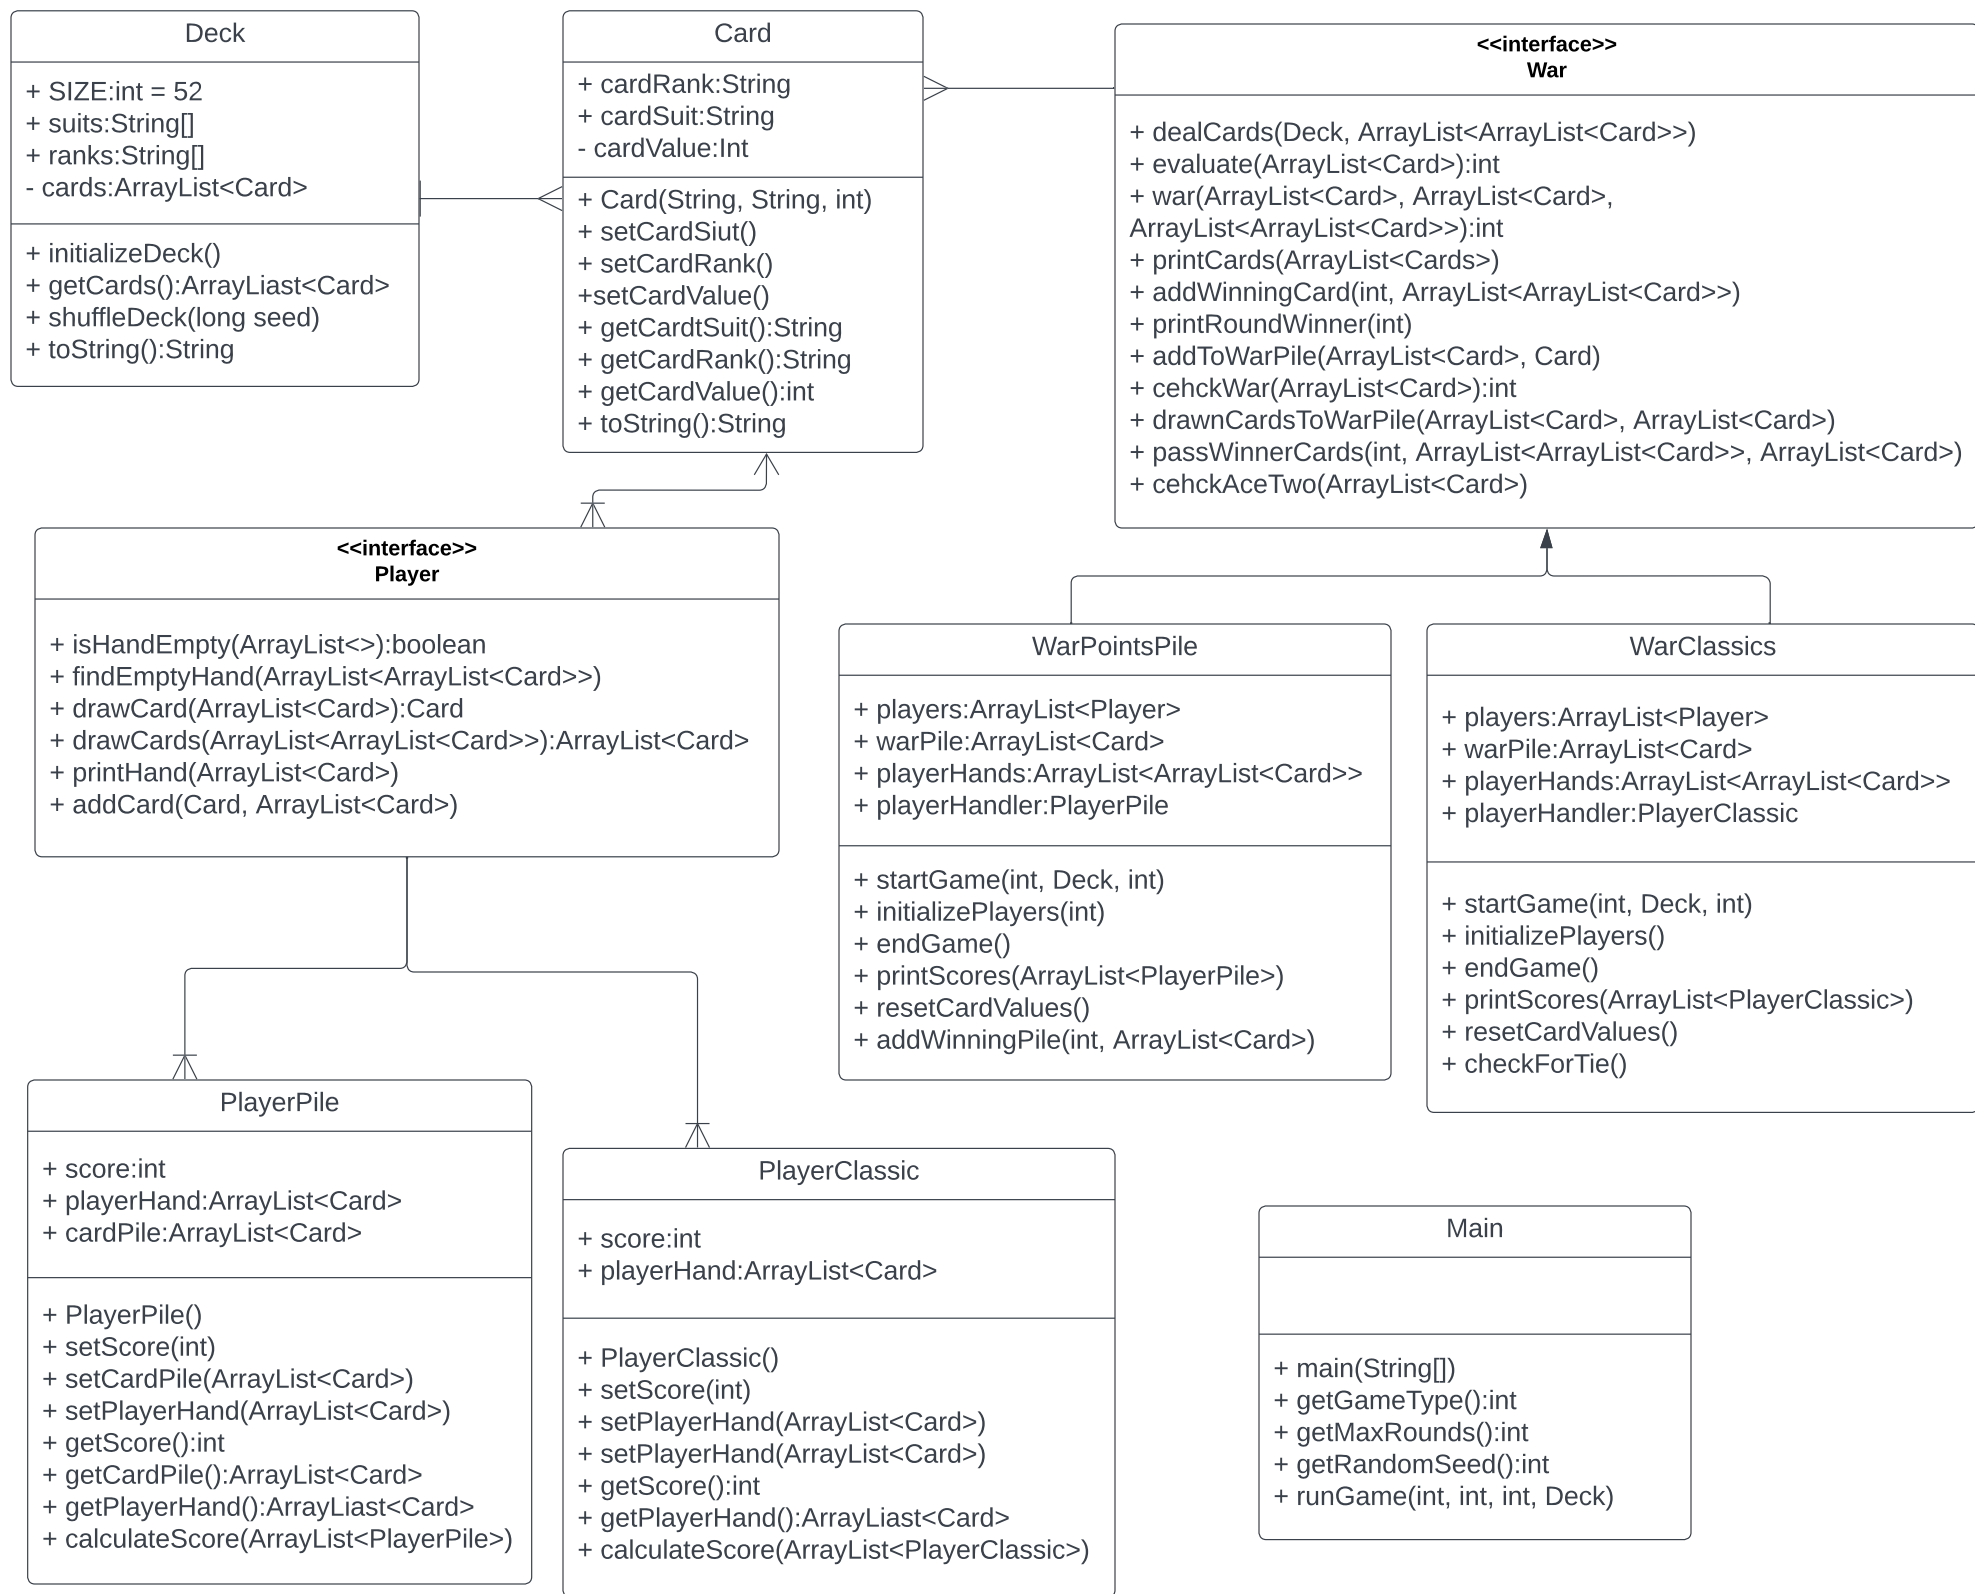 Deck
+ SIZE:int = 52
+ suits:String[]
+ ranks:String[]
- cards:ArrayList<Card>
+ initializeDeck()
+ getCards():ArrayLiast<Card>
+ shuffleDeck(long seed)
+ toString():String
Card
+ cardRank:String
+ cardSuit:String
- cardValue:Int
+ Card(String, String, int)
+ setCardSiut()
+ setCardRank()
+setCardValue()
+ getCardtSuit():String
+ getCardRank():String
+ getCardValue():int
+ toString():String
<<interface>>
War
+ dealCards(Deck, ArrayList<ArrayList<Card>>)
+ evaluate(ArrayList<Card>):int
+ war(ArrayList<Card>, ArrayList<Card>,
ArrayList<ArrayList<Card>>):int
+ printCards(ArrayList<Cards>)
+ addWinningCard(int, ArrayList<ArrayList<Card>>)
+ printRoundWinner(int)
+ addToWarPile(ArrayList<Card>, Card)
+ cehckWar(ArrayList<Card>):int
+ drawnCardsToWarPile(ArrayList<Card>, ArrayList<Card>)
+ passWinnerCards(int, ArrayList<ArrayList<Card>>, ArrayList<Card>)
+ cehckAceTwo(ArrayList<Card>)
<<interface>>
Player
+ isHandEmpty(ArrayList<>):boolean
+ findEmptyHand(ArrayList<ArrayList<Card>>)
+ drawCard(ArrayList<Card>):Card
+ drawCards(ArrayList<ArrayList<Card>>):ArrayList<Card>
+ printHand(ArrayList<Card>)
+ addCard(Card, ArrayList<Card>)
WarPointsPile
+ players:ArrayList<Player>
+ warPile:ArrayList<Card>
+ playerHands:ArrayList<ArrayList<Card>>
+ playerHandler:PlayerPile
+ startGame(int, Deck, int)
+ initializePlayers(int)
+ endGame()
+ printScores(ArrayList<PlayerPile>)
+ resetCardValues()
+ addWinningPile(int, ArrayList<Card>)
WarClassics
+ players:ArrayList<Player>
+ warPile:ArrayList<Card>
+ playerHands:ArrayList<ArrayList<Card>>
+ playerHandler:PlayerClassic
+ startGame(int, Deck, int)
+ initializePlayers()
+ endGame()
+ printScores(ArrayList<PlayerClassic>)
+ resetCardValues()
+ checkForTie()
PlayerPile
+ score:int
+ playerHand:ArrayList<Card>
+ cardPile:ArrayList<Card>
+ PlayerPile()
+ setScore(int)
+ setCardPile(ArrayList<Card>)
+ setPlayerHand(ArrayList<Card>)
+ getScore():int
+ getCardPile():ArrayList<Card>
+ getPlayerHand():ArrayLiast<Card>
+ calculateScore(ArrayList<PlayerPile>)
PlayerClassic
+ score:int
+ playerHand:ArrayList<Card>
+ PlayerClassic()
+ setScore(int)
+ setPlayerHand(ArrayList<Card>)
+ setPlayerHand(ArrayList<Card>)
+ getScore():int
+ getPlayerHand():ArrayLiast<Card>
+ calculateScore(ArrayList<PlayerClassic>)
Main
+ main(String[])
+ getGameType():int
+ getMaxRounds():int
+ getRandomSeed():int
+ runGame(int, int, int, Deck)